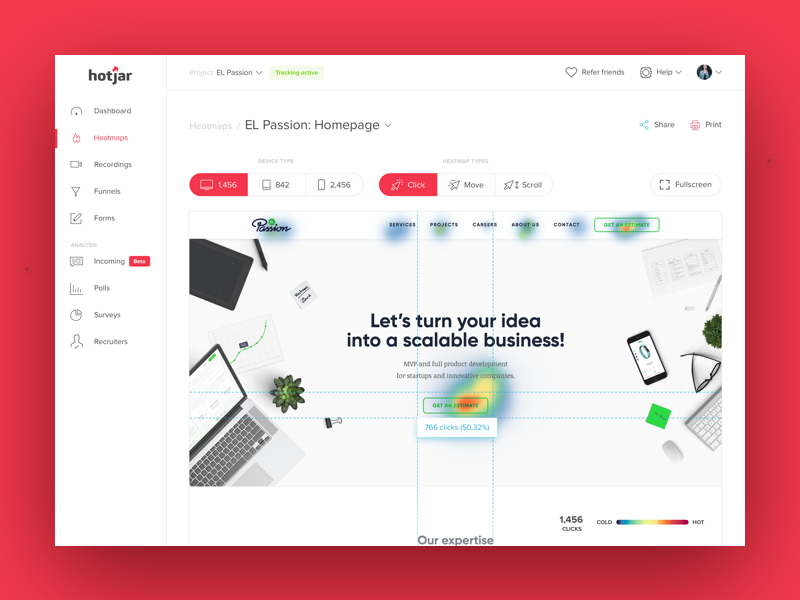 hotjar
Project: EL Passion
Tracking active
Refer friends
Help
Dashboard
Heatmaps
Recordings
Funnels
Forms
ANALYSIS
Incoming Beta
Polls
Surveys
Recruiters
Heatmaps / EL Passion: Homepage
Share
Print
DEVICE TYPE
HEATMAP TYPES
1,456
842
2,456
Click
Move
Scroll
Fullscreen
EL Passion
SERVICES
PROJECTS
CAREERS
ABOUT US
CONTACT
GET AN ESTIMATE
Let's turn your idea
into a scalable business!
MVP and full product development
for startups and innovative companies.
GET AN ESTIMATE
766 clicks (50,32%)
1,456
CLICKS
COLD
HOT
Our expertise